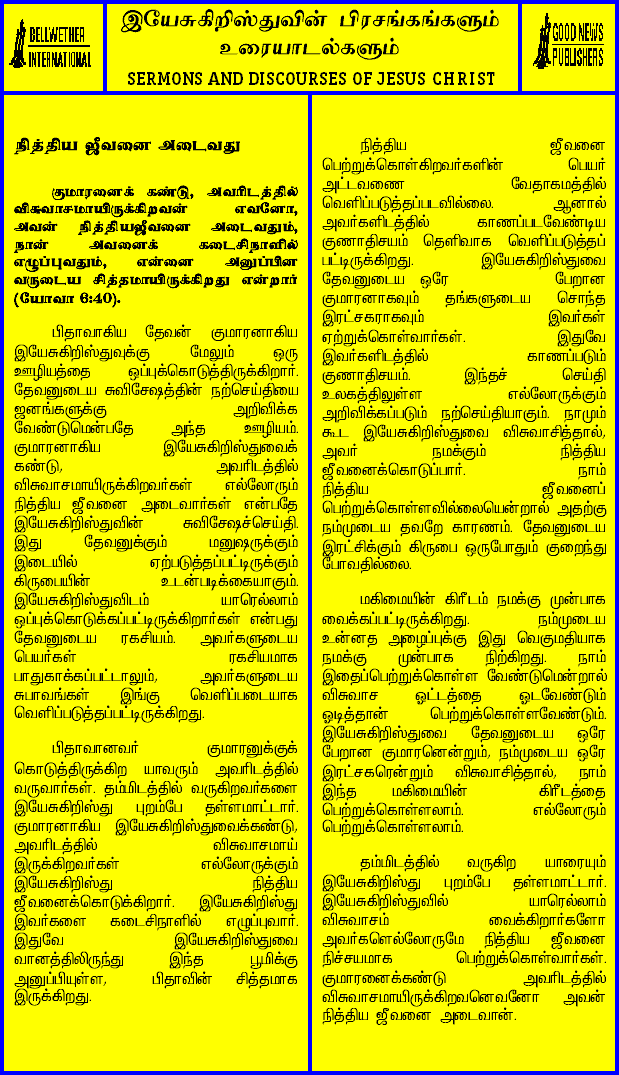 BELLWETHER
INTERNATIONAL
இயேசுகிறிஸ்துவின் பிரசங்கங்களும்
உரையாடல்களும்
SERMONS AND DISCOURSES OF JESUS CHRIST
GOOD NEWS
PUBLISHERS
நித்திய ஜீவனை அடைவது
குமாரனைக் கண்டு, அவரிடத்தில்
விசுவாசமாயிருக்கிறவன் எவனோ,
அவன் நித்தியஜீவனை அடைவதும்,
நான் அவனைக் கடைசிநாளில்
எழுப்புவதும், என்னை அனுப்பின
வருடைய சித்தமாயிருக்கிறது என்றார்
(யோவா 6:40).
பிதாவாகிய தேவன் குமாரனாகிய
இயேசுகிறிஸ்துவுக்கு மேலும் ஒரு
ஊழியத்தை ஒப்புக்கொடுத்திருக்கிறார்.
தேவனுடைய சுவிசேஷத்தின் நற்செய்தியை
ஜனங்களுக்கு அறிவிக்க
வேண்டுமென்பதே அந்த ஊழியம்.
குமாரனாகிய இயேசுகிறிஸ்துவைக்
கண்டு, அவரிடத்தில்
விசுவாசமாயிருக்கிறவர்கள் எல்லோரும்
நித்திய ஜீவனை அடைவார்கள் என்பதே
இயேசுகிறிஸ்துவின் சுவிசேஷச்செய்தி.
இது தேவனுக்கும் மனுஷருக்கும்
இடையில் ஏற்படுத்தப்பட்டிருக்கும்
கிருபையின் உடன்படிக்கையாகும்.
இயேசுகிறிஸ்துவிடம் யாரெல்லாம்
ஒப்புக்கொடுக்கப்பட்டிருக்கிறார்கள் என்பது
தேவனுடைய ரகசியம். அவர்களுடைய
பெயர்கள் ரகசியமாக
பாதுகாக்கப்பட்டாலும், அவர்களுடைய
சுபாவங்கள் இங்கு வெளிப்படையாக
வெளிப்படுத்தப்பட்டிருக்கிறது.
பிதாவானவர் குமாரனுக்குக்
கொடுத்திருக்கிற யாவரும் அவரிடத்தில்
வருவார்கள். தம்மிடத்தில் வருகிறவர்களை
இயேசுகிறிஸ்து புறம்பே தள்ளமாட்டார்.
குமாரனாகிய இயேசுகிறிஸ்துவைக்கண்டு,
அவரிடத்தில் விசுவாசமாய்
இருக்கிறவர்கள் எல்லோருக்கும்
இயேசுகிறிஸ்து நித்திய
ஜீவனைக்கொடுக்கிறார். இயேசுகிறிஸ்து
இவர்களை கடைசிநாளில் எழுப்புவார்.
இதுவே இயேசுகிறிஸ்துவை
வானத்திலிருந்து இந்த பூமிக்கு
அனுப்பியுள்ள, பிதாவின் சித்தமாக
இருக்கிறது.
நித்திய ஜீவனை
பெற்றுக்கொள்கிறவர்களின் பெயர்
அட்டவணை வேதாகமத்தில்
வெளிப்படுத்தப்படவில்லை. ஆனால்
அவர்களிடத்தில் காணப்படவேண்டிய
குணாதிசயம் தெளிவாக வெளிப்படுத்தப்
பட்டிருக்கிறது. இயேசுகிறிஸ்துவை
தேவனுடைய ஒரே பேறான
குமாரனாகவும் தங்களுடைய சொந்த
இரட்சகராகவும் இவர்கள்
ஏற்றுக்கொள்வார்கள். இதுவே
இவர்களிடத்தில் காணப்படும்
குணாதிசயம். இந்தச் செய்தி
உலகத்திலுள்ள எல்லோருக்கும்
அறிவிக்கப்படும் நற்செய்தியாகும். நாமும்
கூட இயேசுகிறிஸ்துவை விசுவாசித்தால்,
அவர் நமக்கும் நித்திய
ஜீவனைக்கொடுப்பார். நாம்
நித்திய ஜீவனைப்
பெற்றுக்கொள்ளவில்லையென்றால் அதற்கு
நம்முடைய தவறே காரணம். தேவனுடைய
இரட்சிக்கும் கிருபை ஒருபோதும் குறைந்து
போவதில்லை.
மகிமையின் கிரீடம் நமக்கு முன்பாக
வைக்கப்பட்டிருக்கிறது. நம்முடைய
உன்னத அழைப்புக்கு இது வெகுமதியாக
நமக்கு முன்பாக நிற்கிறது. நாம்
இதைப்பெற்றுக்கொள்ள வேண்டுமென்றால்
விசுவாச ஓட்டத்தை ஓடவேண்டும்
ஓடித்தான் பெற்றுக்கொள்ளவேண்டும்.
இயேசுகிறிஸ்துவை தேவனுடைய ஒரே
பேறான குமாரனென்றும், நம்முடைய ஒரே
இரட்சகரென்றும் விசுவாசித்தால், நாம்
இந்த மகிமையின் கிரீடத்தை
பெற்றுக்கொள்ளலாம். எல்லோரும்
பெற்றுக்கொள்ளலாம்.
தம்மிடத்தில் வருகிற யாரையும்
இயேசுகிறிஸ்து புறம்பே தள்ளமாட்டார்.
இயேசுகிறிஸ்துவில் யாரெல்லாம்
விசுவாசம் வைக்கிறார்களோ
அவர்களெல்லோருமே நித்திய ஜீவனை
நிச்சயமாக பெற்றுக்கொள்வார்கள்.
குமாரனைக்கண்டு அவரிடத்தில்
விசுவாசமாயிருக்கிறவனெவனோ அவன்
நித்திய ஜீவனை அடைவான்.